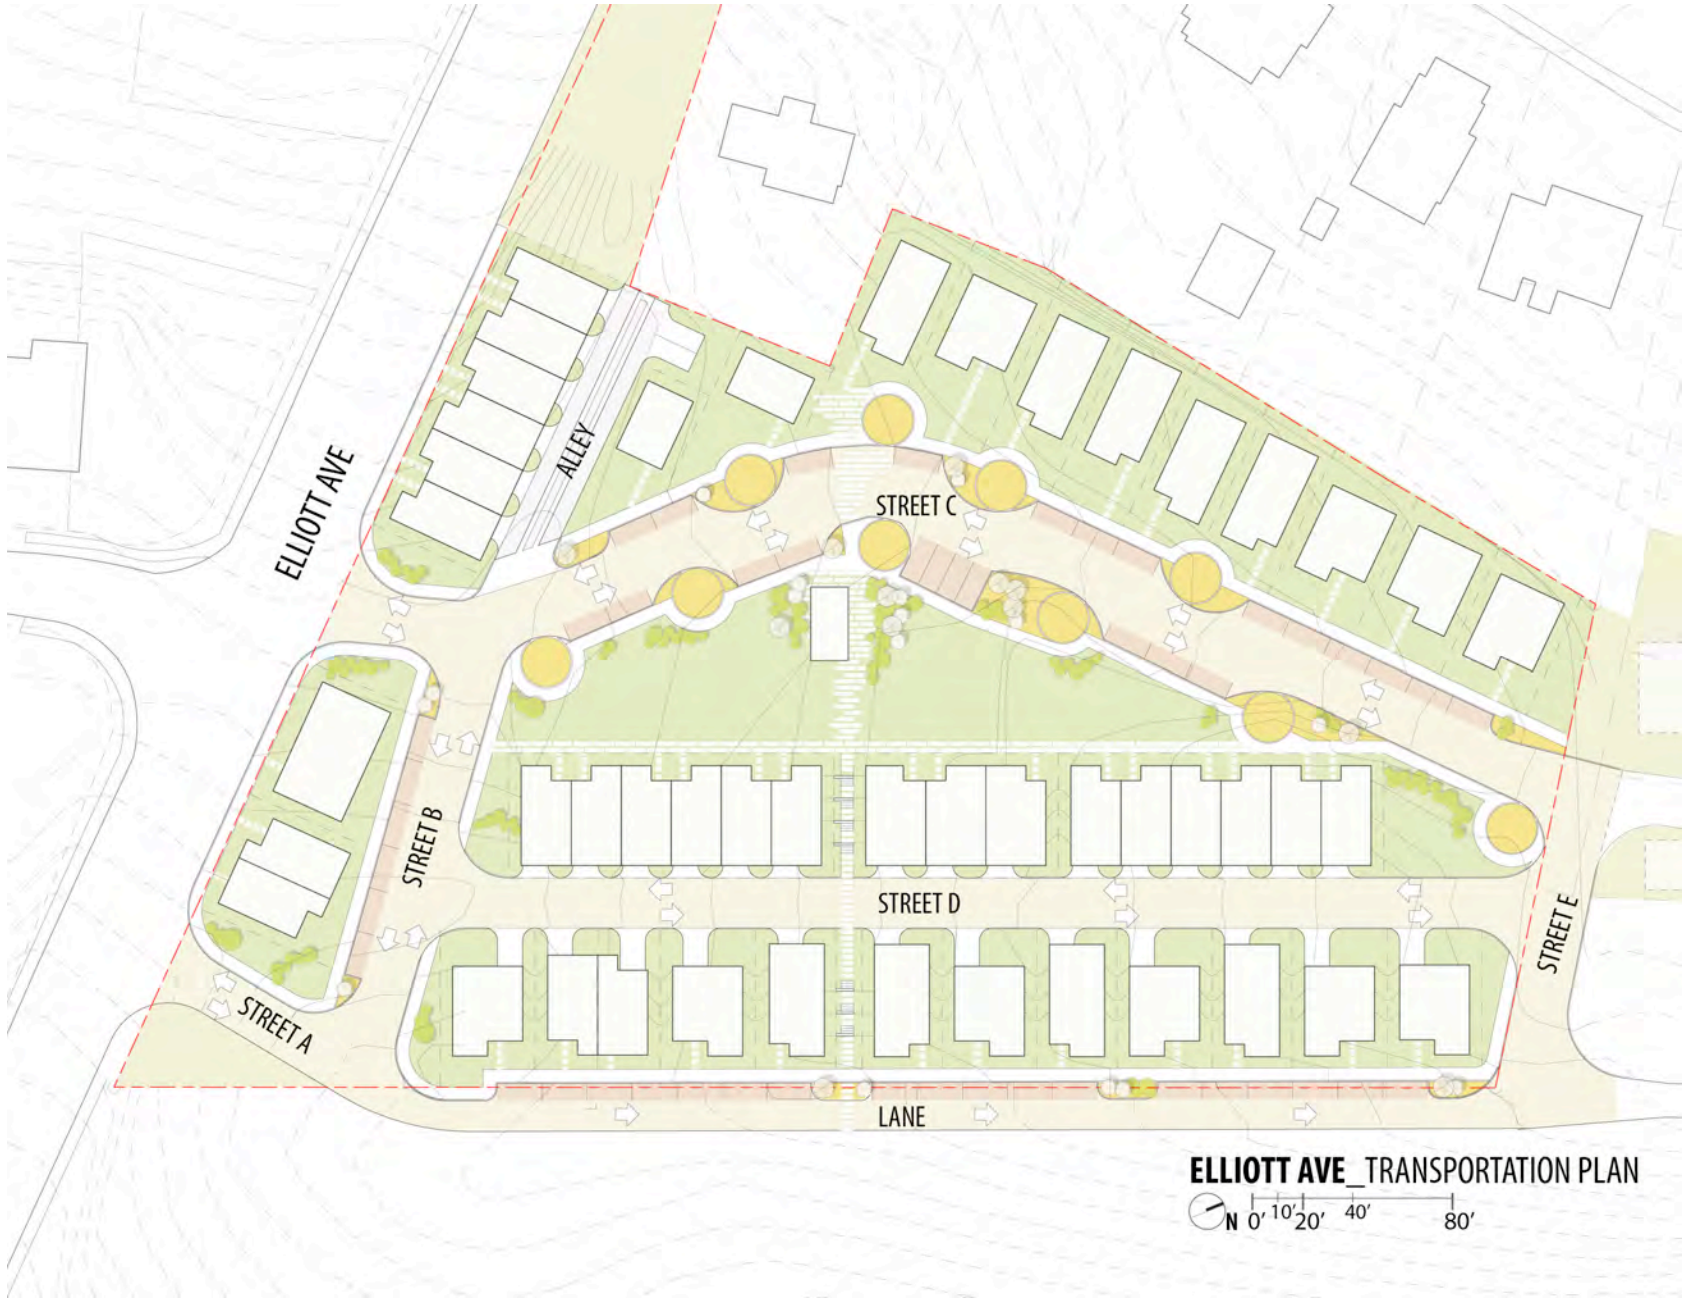 ELLIOTT AVE
ALLEY
STREET C
STREET B
STREET D
STREET E
STREET A
LANE
ELLIOTT AVE_TRANSPORTATION PLAN
N 0' 10' 20' 40' 80'